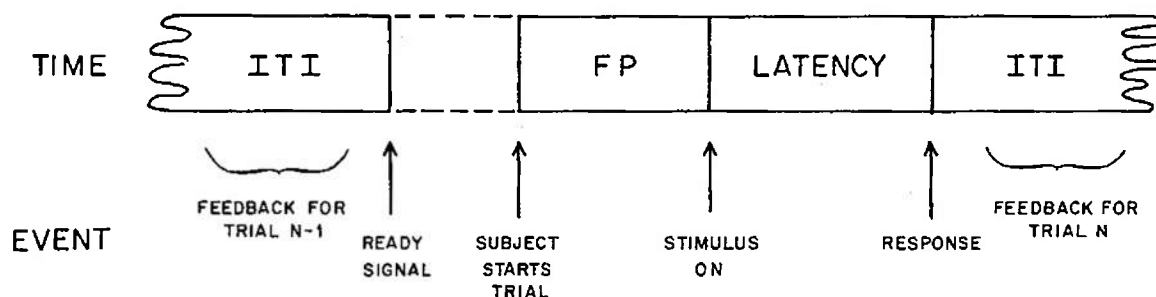 TIME
ITI
FP
LATENCY
ITI
EVENT
FEEDBACK FOR
TRIAL N-1
READY
SIGNAL
SUBJECT
STARTS
TRIAL
STIMULUS
ON
RESPONSE
FEEDBACK FOR
TRIAL N